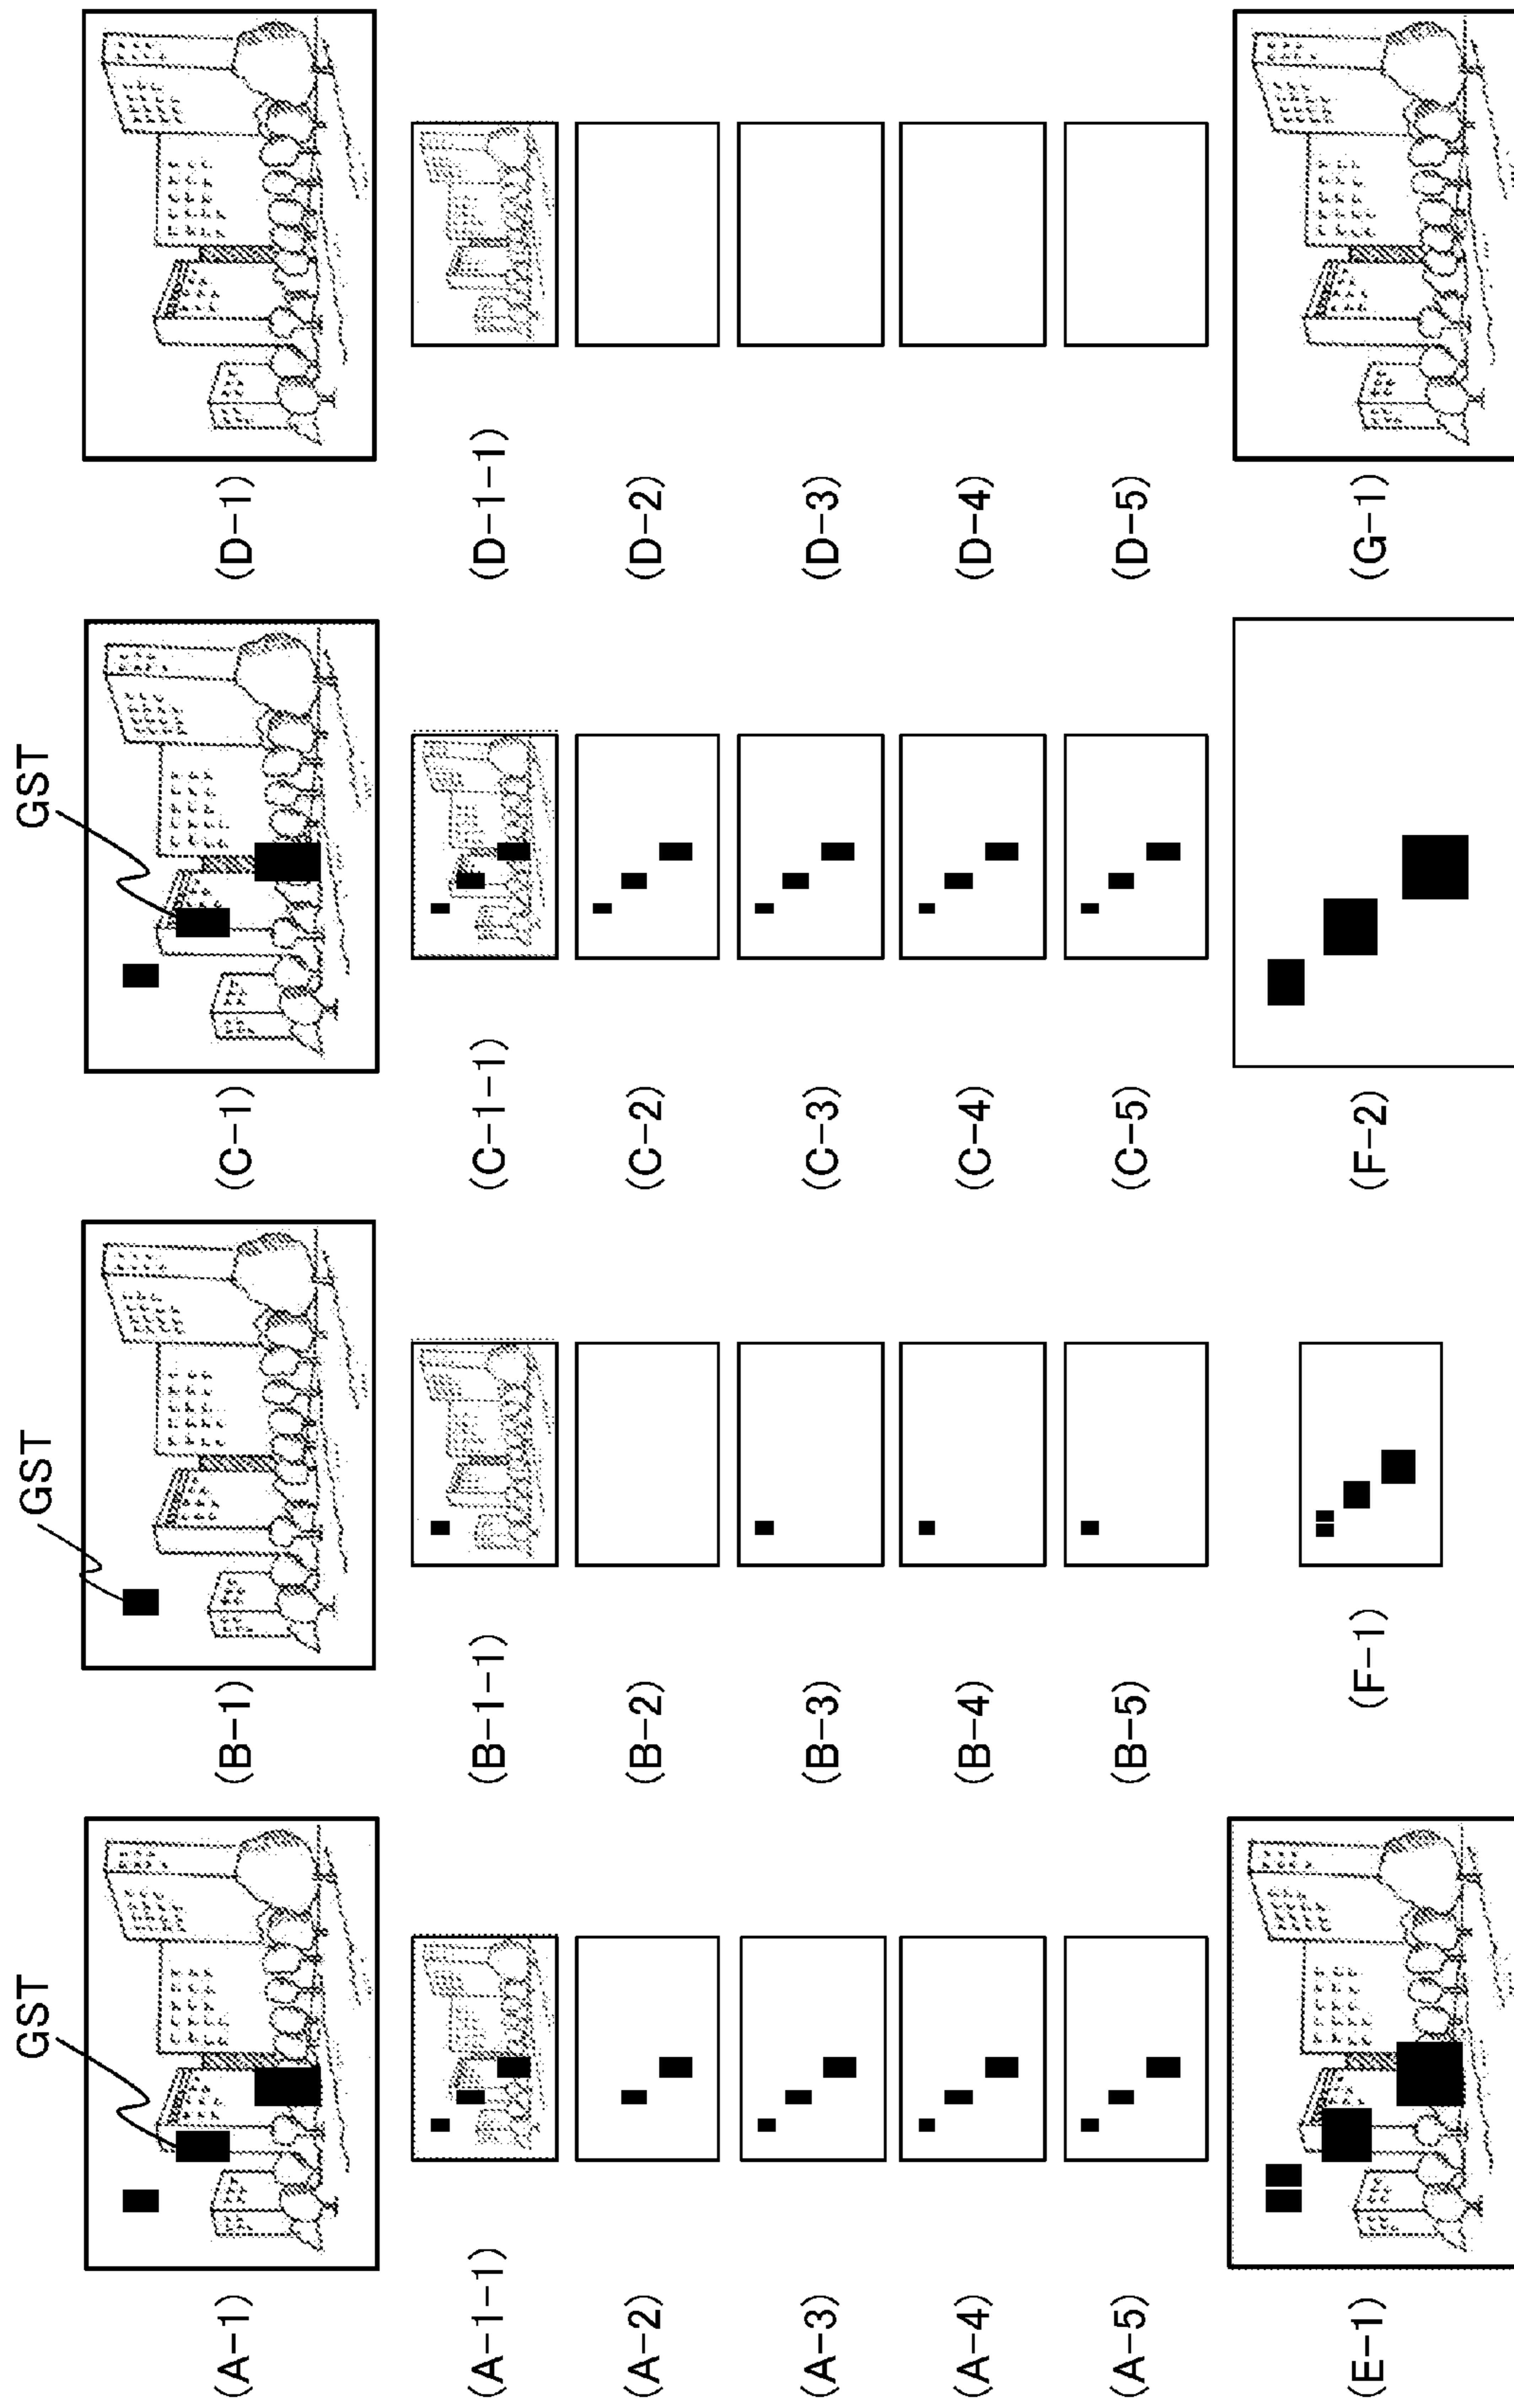 GST
GST
GST
(A-1)
(B-1)
(C-1)
(D-1)
(A-1-1)
(B-1-1)
(C-1-1)
(D-1-1)
(A-2)
(B-2)
(C-2)
(D-2)
(A-3)
(B-3)
(C-3)
(D-3)
(A-4)
(B-4)
(C-4)
(D-4)
(A-5)
(B-5)
(C-5)
(D-5)
(E-1)
(F-1)
(F-2)
(G-1)